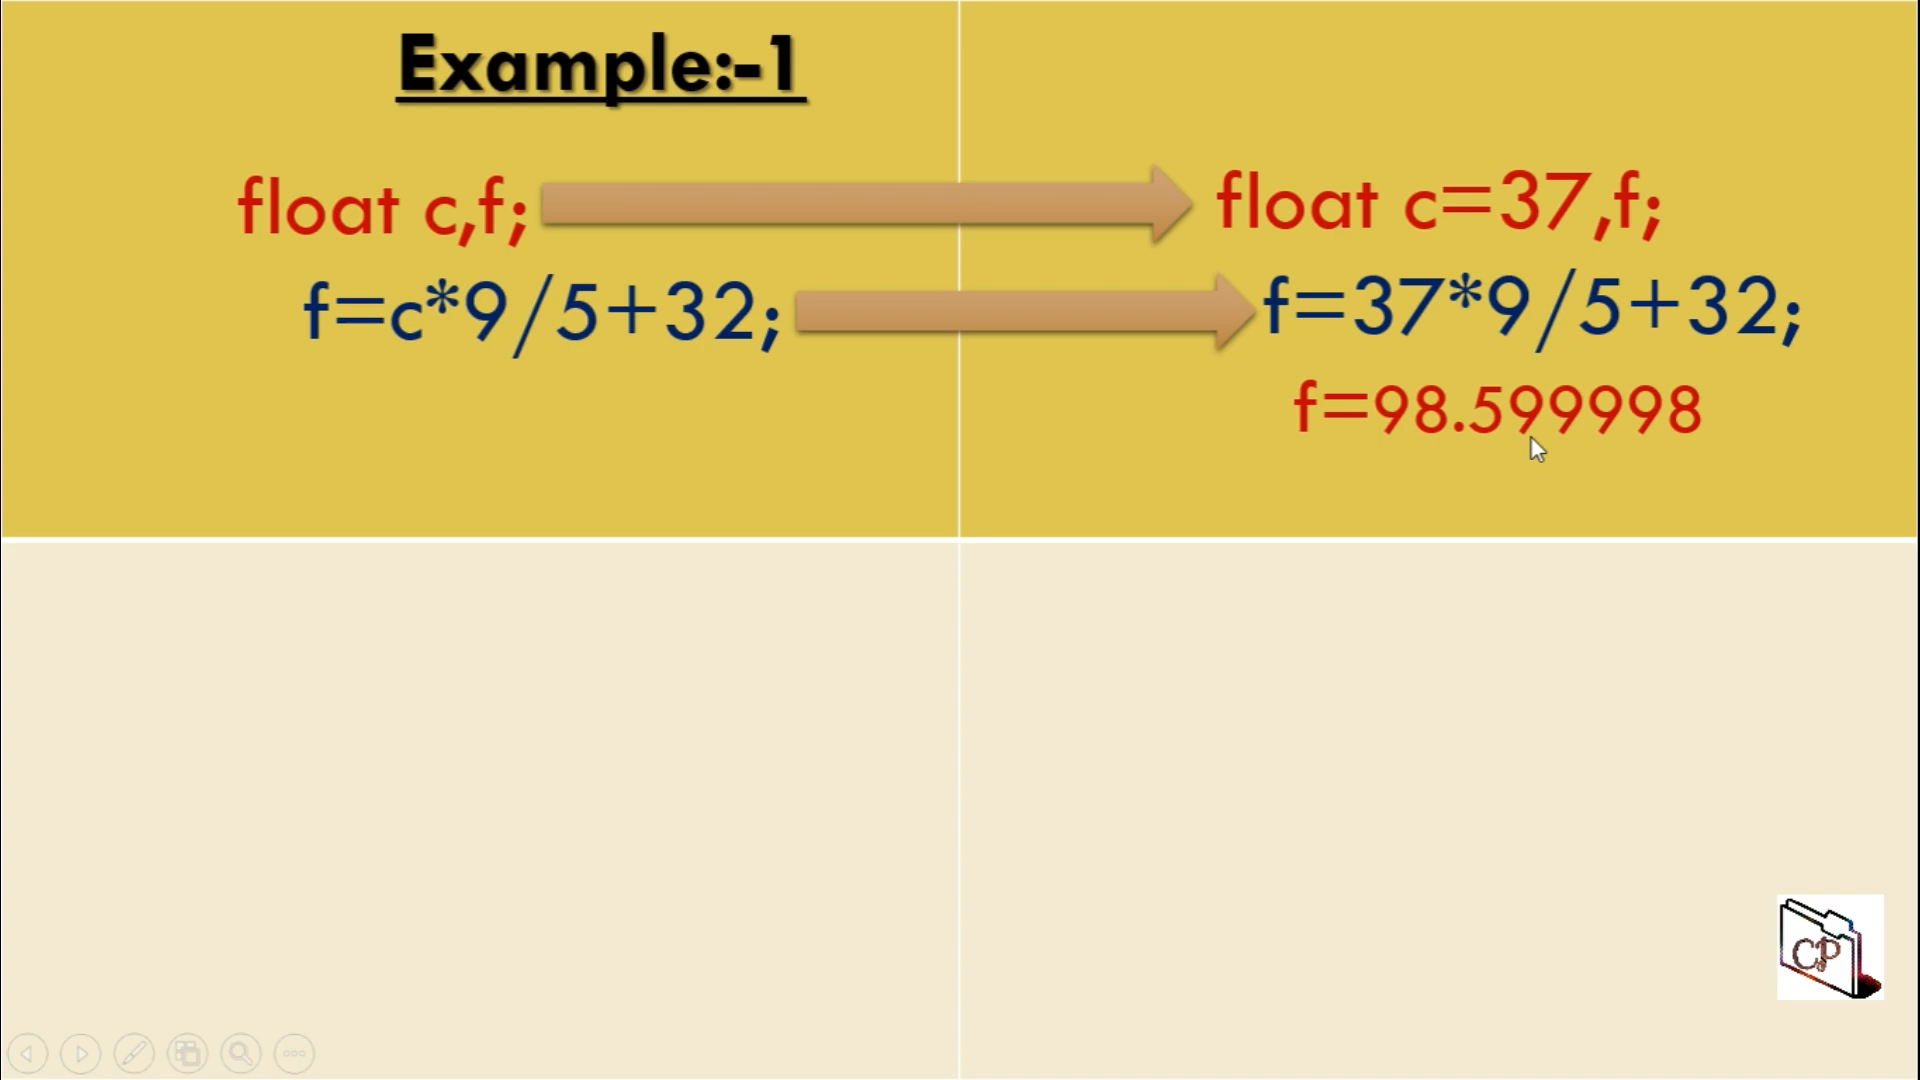 Example:-1
float c,f;
float c=37,f;
f=c*9/5+32;
f=37*9/5+32;
f=98.599998
CP